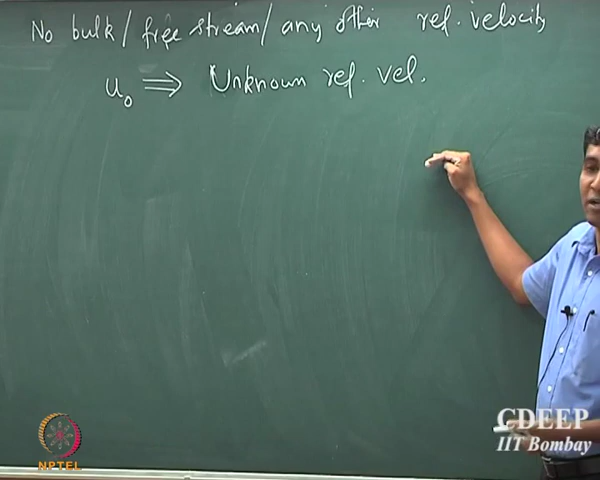 No bulk / free stream / any other ref. velocity
u₀ ⟹ Unknown ref. vel.
NPTEL
CDEEP
IIT Bombay